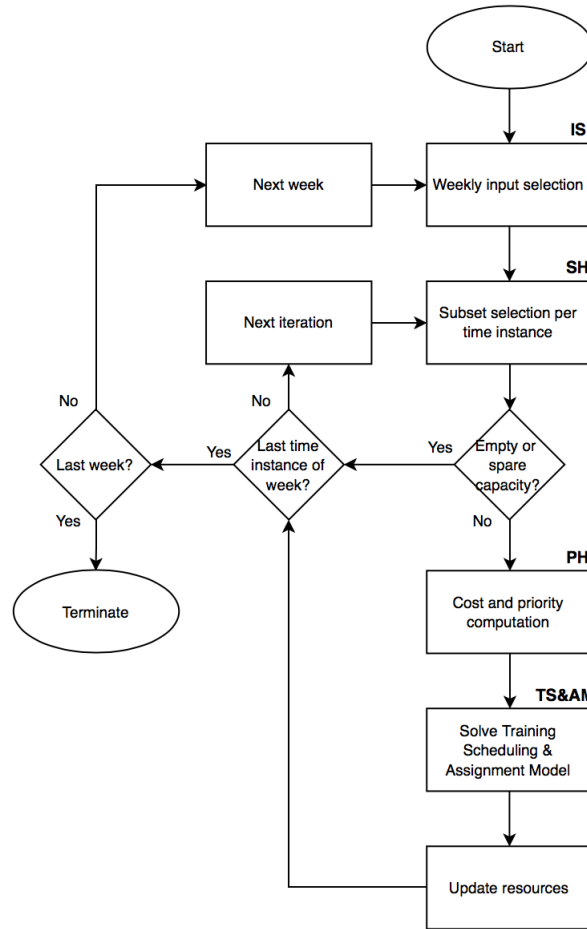 Start
IS
Next week
Weekly input selection
SH
Next iteration
Subset selection per
time instance
No
No
Last week?
Yes
Last time
instance of
week?
Yes
Empty or
spare
capacity?
Yes
No
PH
Terminate
Cost and priority
computation
TS&AM
Solve Training
Scheduling &
Assignment Model
Update resources